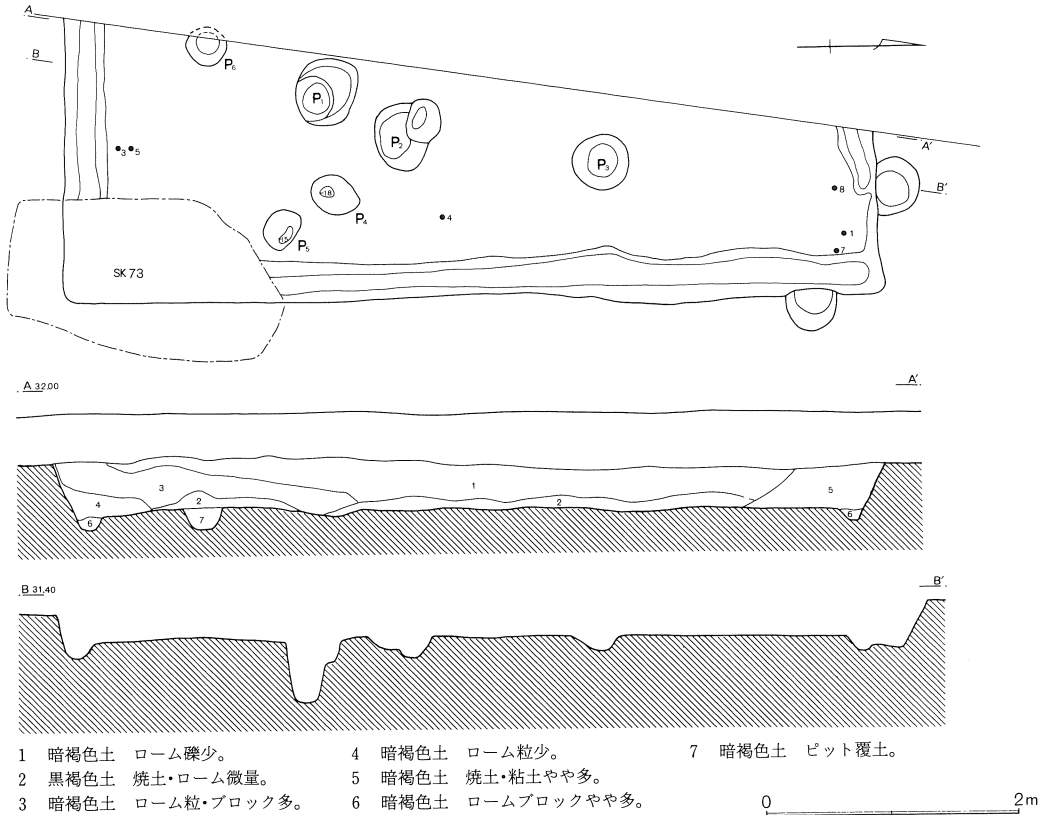 A
B
P6
P1
P2
P3
A′
B′
3 5
8
-18
P4
4
1
-15
P5
7
SK 73
A 32.00 A′
3 1
2 2 5
4
6 7 6
B 31.40 B′
1 暗褐色土 ローム礫少。
2 黒褐土色 焼土・ローム微量。
3 暗褐色土 ローム粒・ブロック多。
4 暗褐色土 ローム粒少。
5 暗褐色土 焼土・粘土やや多。
6 暗褐色土 ロームブロックやや多。
7 暗褐色土 ピット覆土。
0 2m